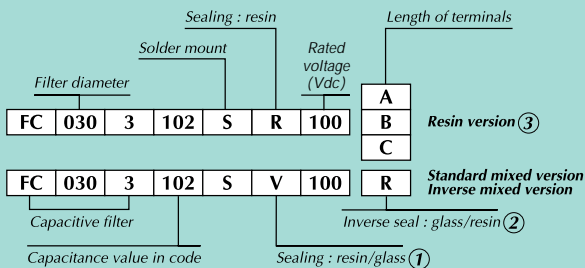 Sealing : resin
Length of terminals
Solder mount
Rated
voltage
(Vdc)
Filter diameter
A
FC 030 3 102 S R 100 B Resin version ③
C
FC 030 3 102 S V 100 R Standard mixed version
Inverse mixed version
Capacitive filter
Inverse seal : glass/resin ②
Capacitance value in code
Sealing : resin/glass ①